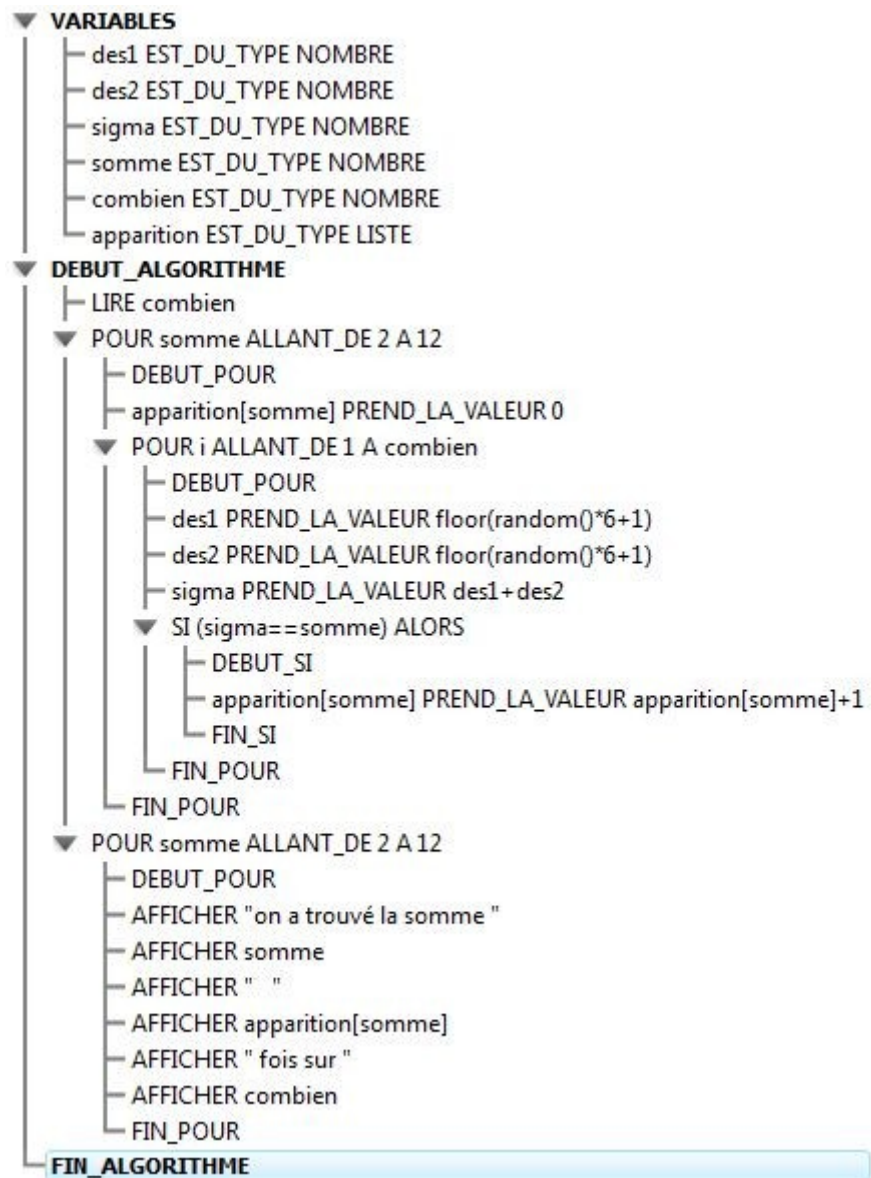 VARIABLES
des1 EST_DU_TYPE NOMBRE
des2 EST_DU_TYPE NOMBRE
sigma EST_DU_TYPE NOMBRE
somme EST_DU_TYPE NOMBRE
combien EST_DU_TYPE NOMBRE
apparition EST_DU_TYPE LISTE
DEBUT_ALGORITHME
LIRE combien
POUR somme ALLANT_DE 2 A 12
DEBUT_POUR
apparition[somme] PREND_LA_VALEUR 0
POUR i ALLANT_DE 1 A combien
DEBUT_POUR
des1 PREND_LA_VALEUR floor(random()*6+1)
des2 PREND_LA_VALEUR floor(random()*6+1)
sigma PREND_LA_VALEUR des1+des2
SI (sigma==somme) ALORS
DEBUT_SI
apparition[somme] PREND_LA_VALEUR apparition[somme]+1
FIN_SI
FIN_POUR
FIN_POUR
POUR somme ALLANT_DE 2 A 12
DEBUT_POUR
AFFICHER "on a trouvé la somme "
AFFICHER somme
AFFICHER "   "
AFFICHER apparition[somme]
AFFICHER " fois sur "
AFFICHER combien
FIN_POUR
FIN_ALGORITHME